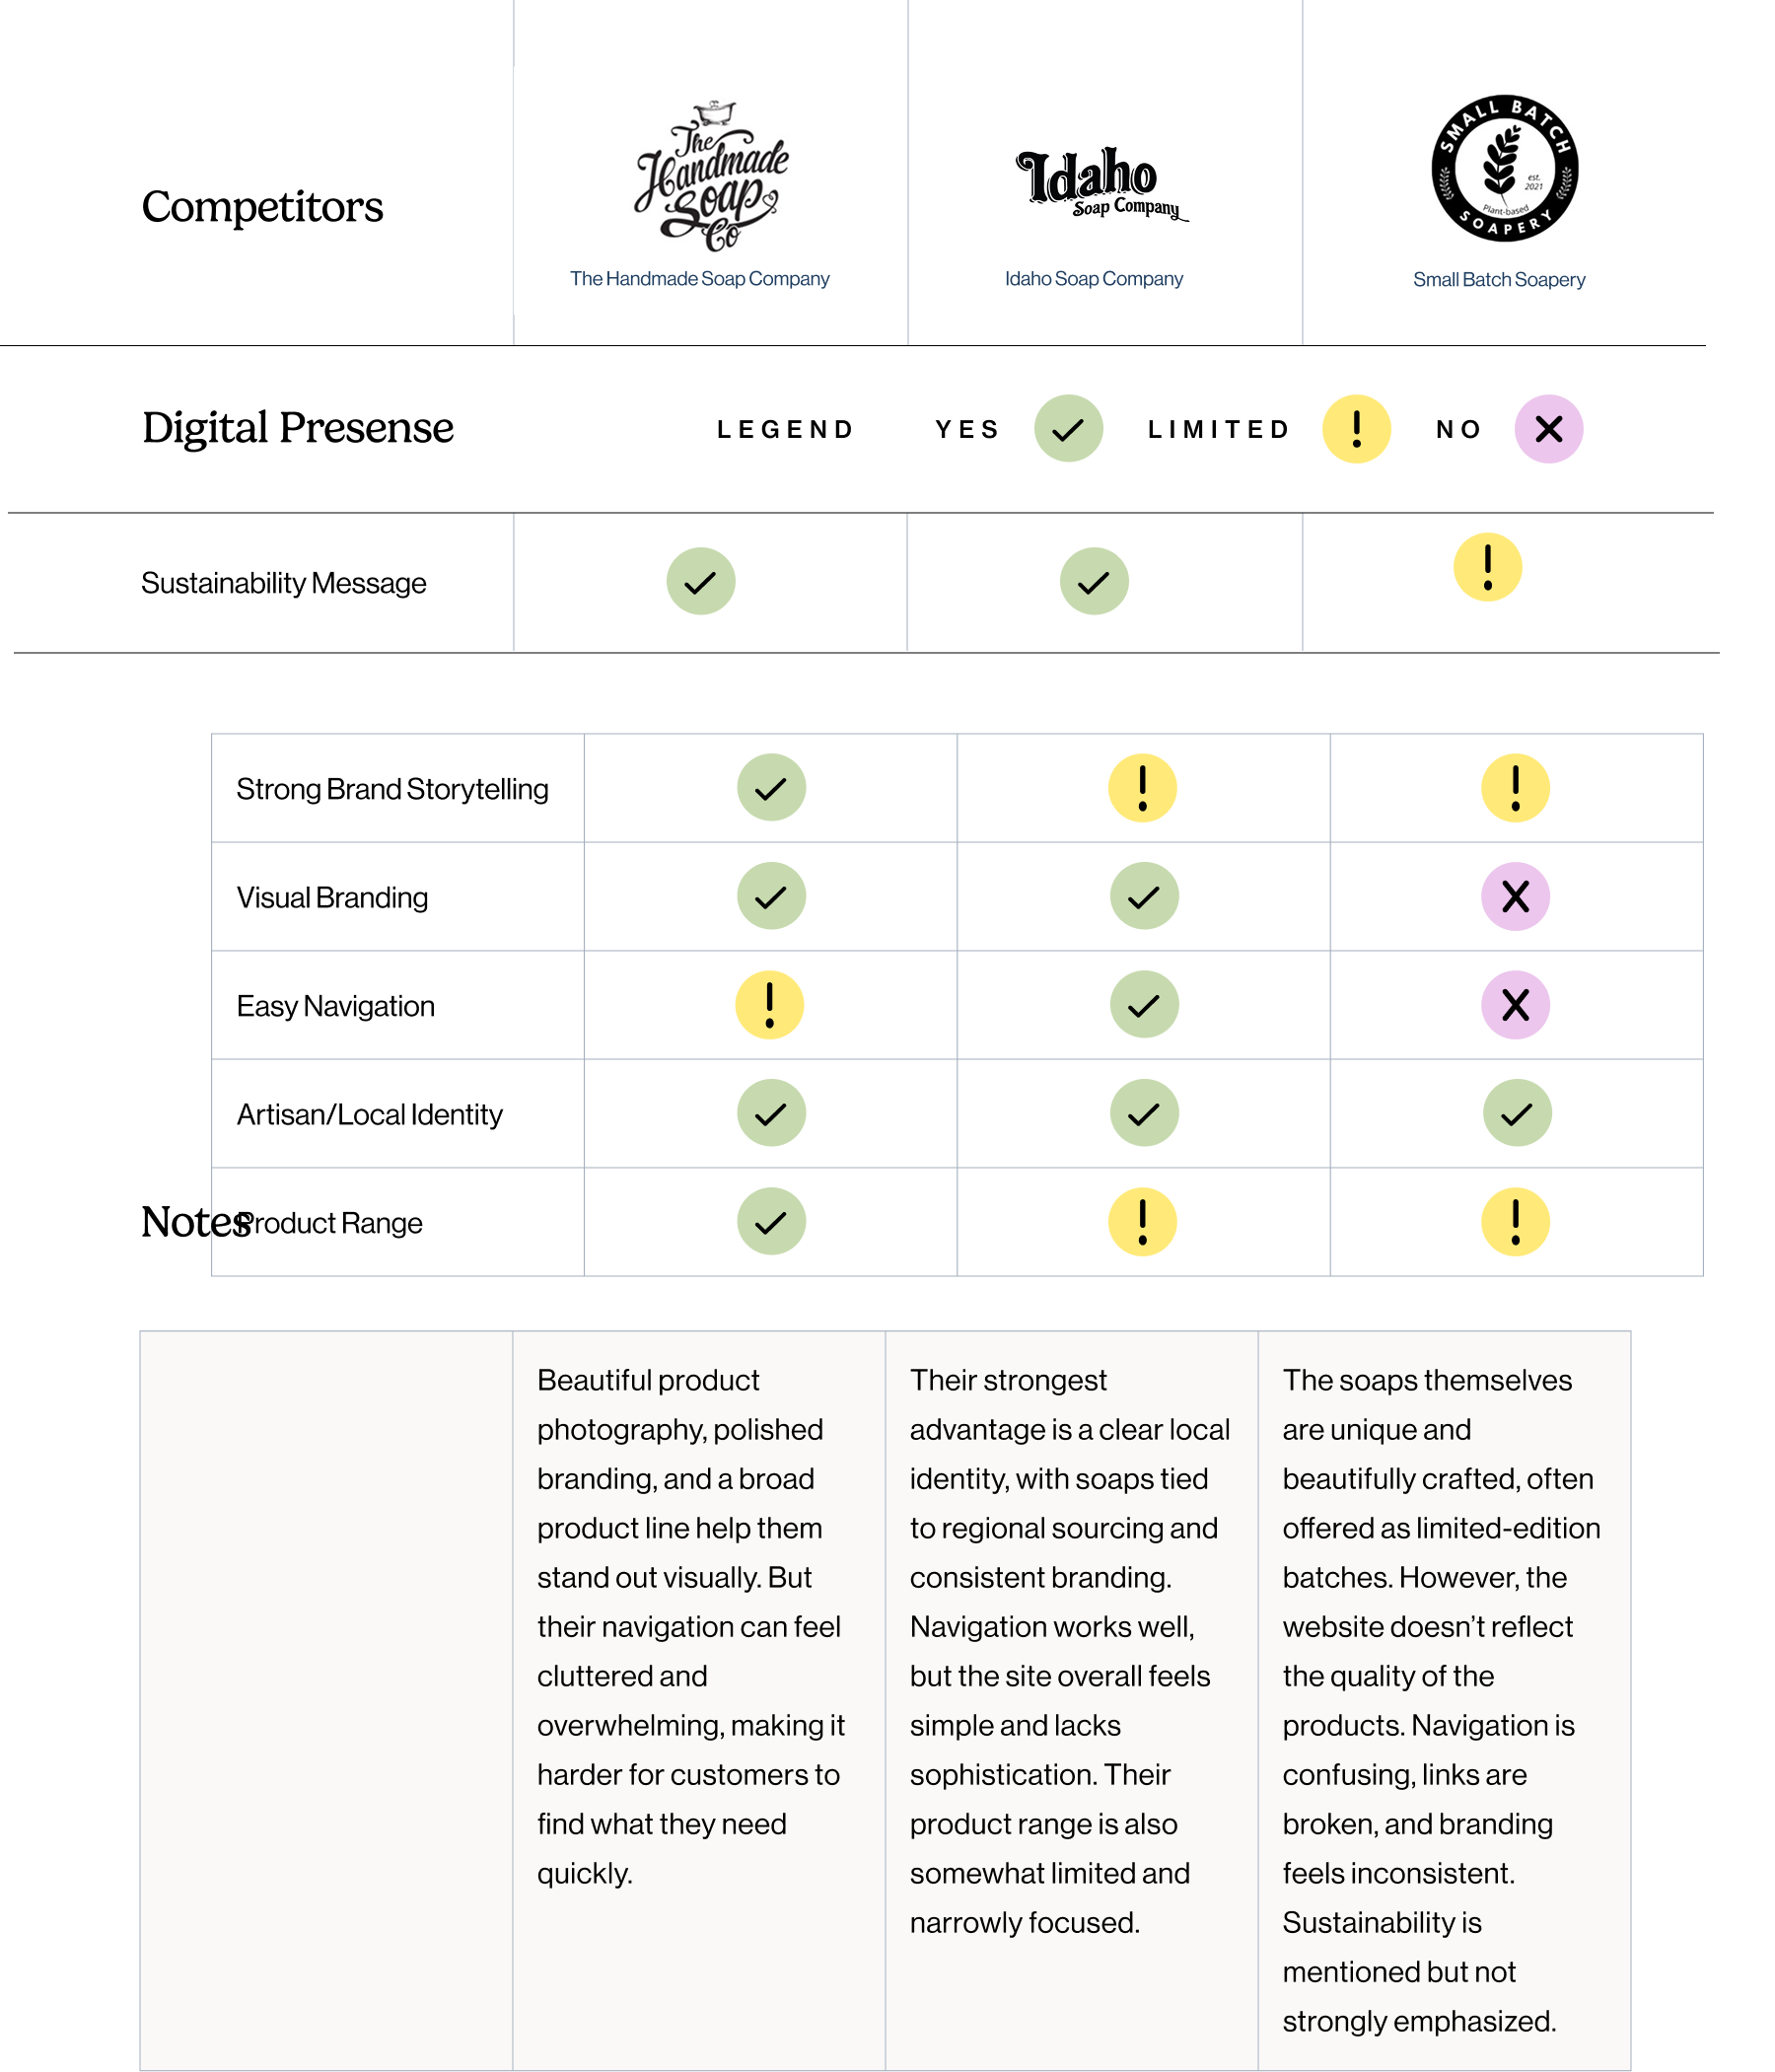 Competitors
The
Handmade
Soap
Co
The Handmade Soap Company
Idaho
Soap Company
Idaho Soap Company
SMALL BATCH
est.
2021
Plant-based
SOAPERY
Small Batch Soapery
Digital Presense
LEGEND YES LIMITED NO
Sustainability Message
Strong Brand Storytelling
Visual Branding
Easy Navigation
Artisan/Local Identity
Notes
Product Range
Beautiful product
photography, polished
branding, and a broad
product line help them
stand out visually. But
their navigation can feel
cluttered and
overwhelming, making it
harder for customers to
find what they need
quickly.
Their strongest
advantage is a clear local
identity, with soaps tied
to regional sourcing and
consistent branding.
Navigation works well,
but the site overall feels
simple and lacks
sophistication. Their
product range is also
somewhat limited and
narrowly focused.
The soaps themselves
are unique and
beautifully crafted, often
offered as limited-edition
batches. However, the
website doesn’t reflect
the quality of the
products. Navigation is
confusing, links are
broken, and branding
feels inconsistent.
Sustainability is
mentioned but not
strongly emphasized.